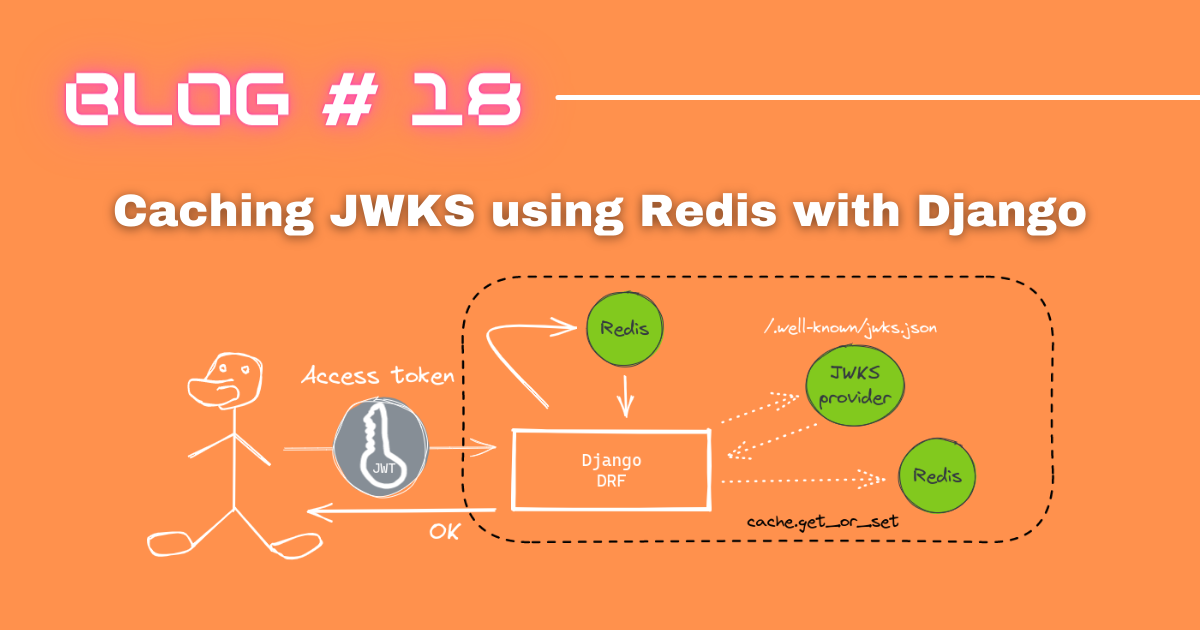 BLOG # 18
Caching JWKS using Redis with Django
Redis
/.well-known/jwks.json
Access token
JWKS
provider
JWT
Django
DRF
Redis
cache.get_or_set
OK